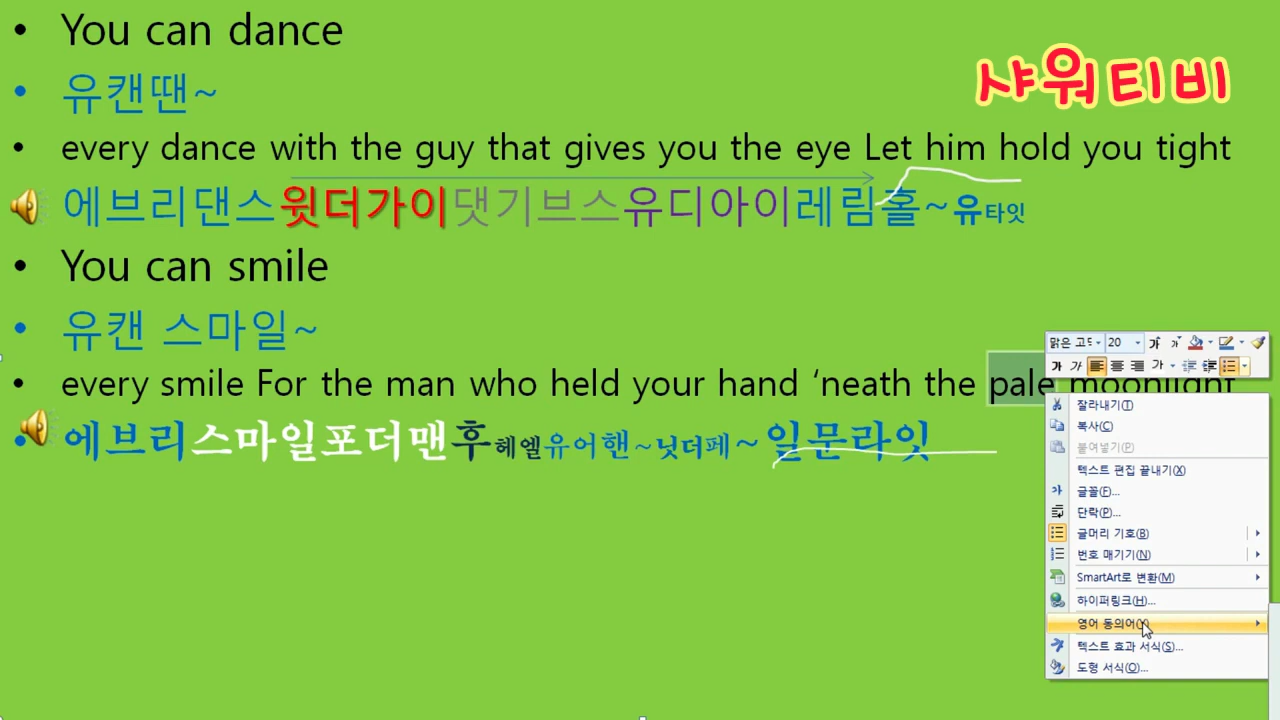 You can dance
샤워티비
유캔땐~
every dance with the guy that gives you the eye Let him hold you tight
에브리댄스윗더가이댓기브스유디아이레림홀~유타잇
You can smile
유캔 스마일~
every smile For the man who held your hand ‘neath the pale moonlight
에브리스마일포더맨후헤엘유어핸~닛더페~일문라잇
맑은 고딕 20
가 가
가 가 가
잘라내기(T)
복사(C)
붙여넣기(P)
텍스트 편집 끝내기(X)
글꼴(F)...
단락(P)...
글머리 기호(B)
번호 매기기(N)
SmartArt로 변환(M)
하이퍼링크(H)...
영어 동의어(Y)
텍스트 효과 서식(S)...
도형 서식(O)...